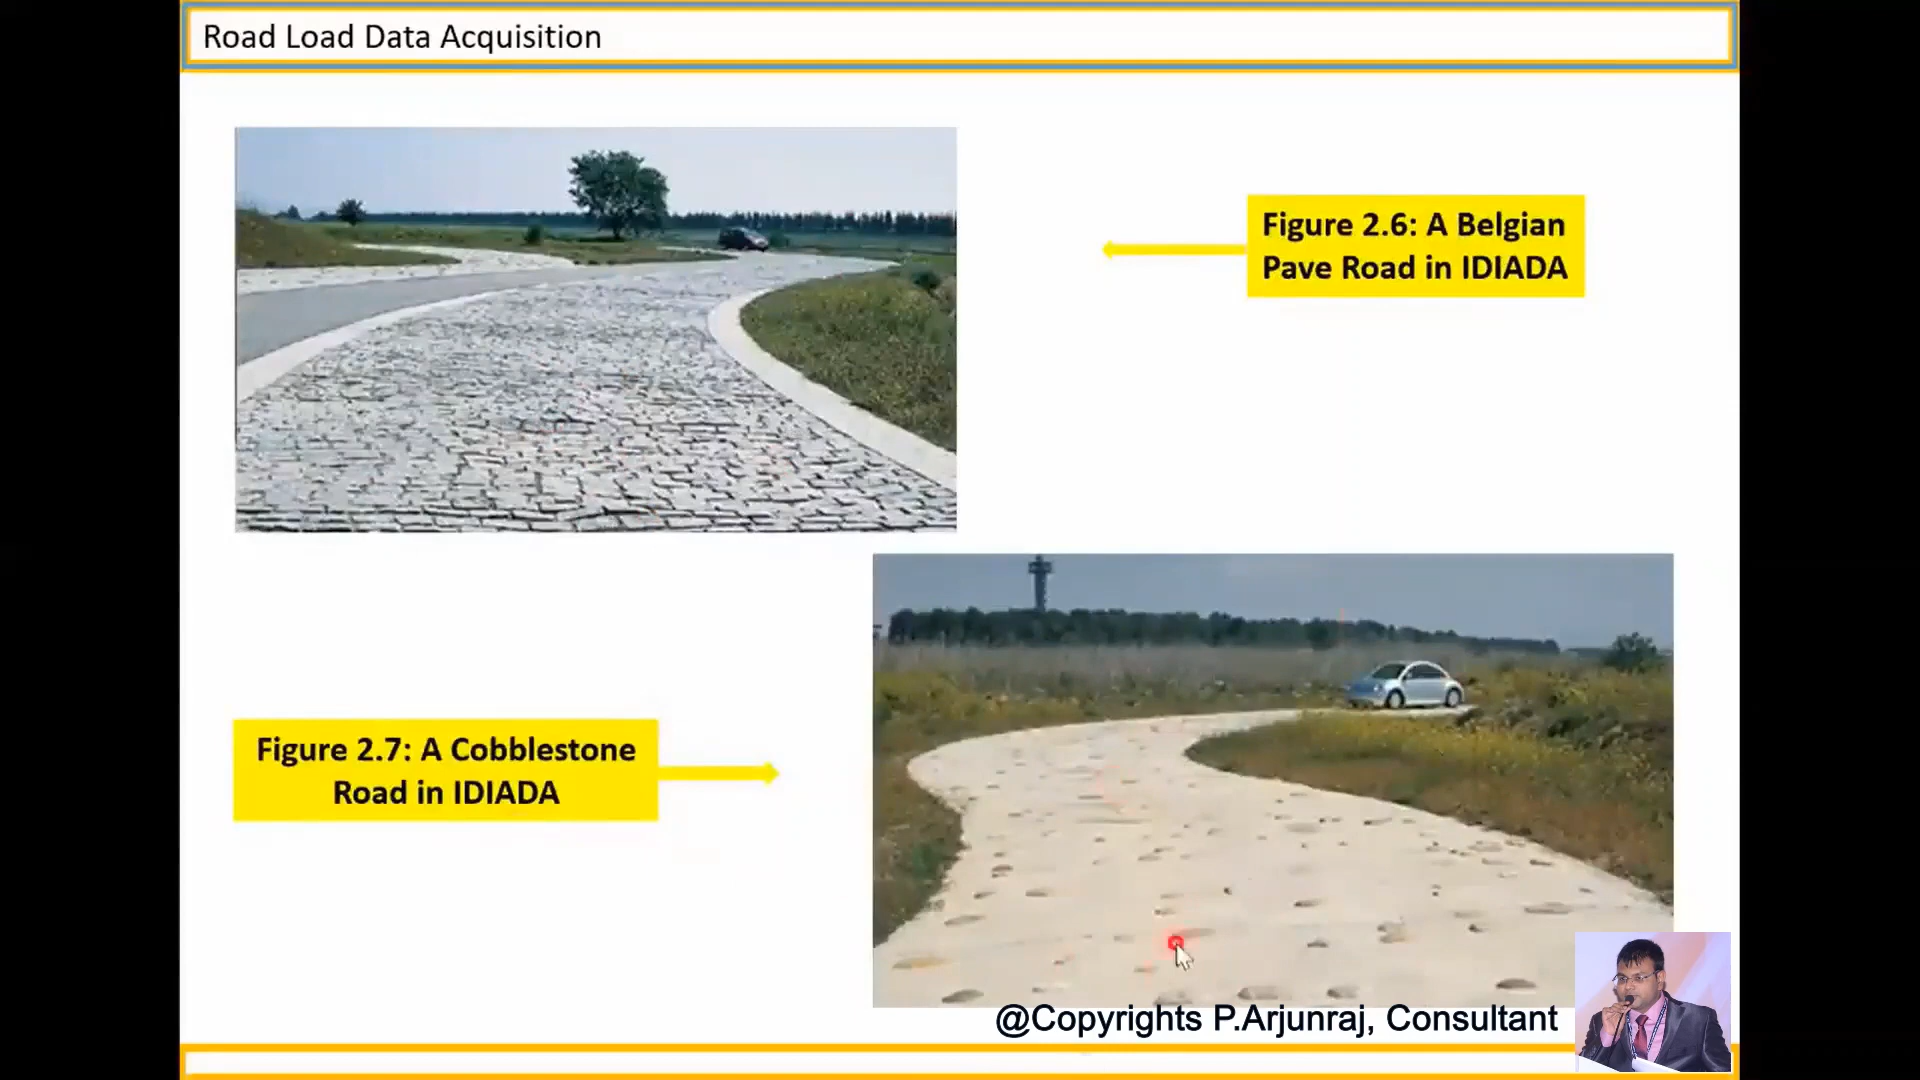 Road Load Data Acquisition
Figure 2.6: A Belgian
Pave Road in IDIADA
Figure 2.7: A Cobblestone
Road in IDIADA
@Copyrights P.Arjunraj, Consultant